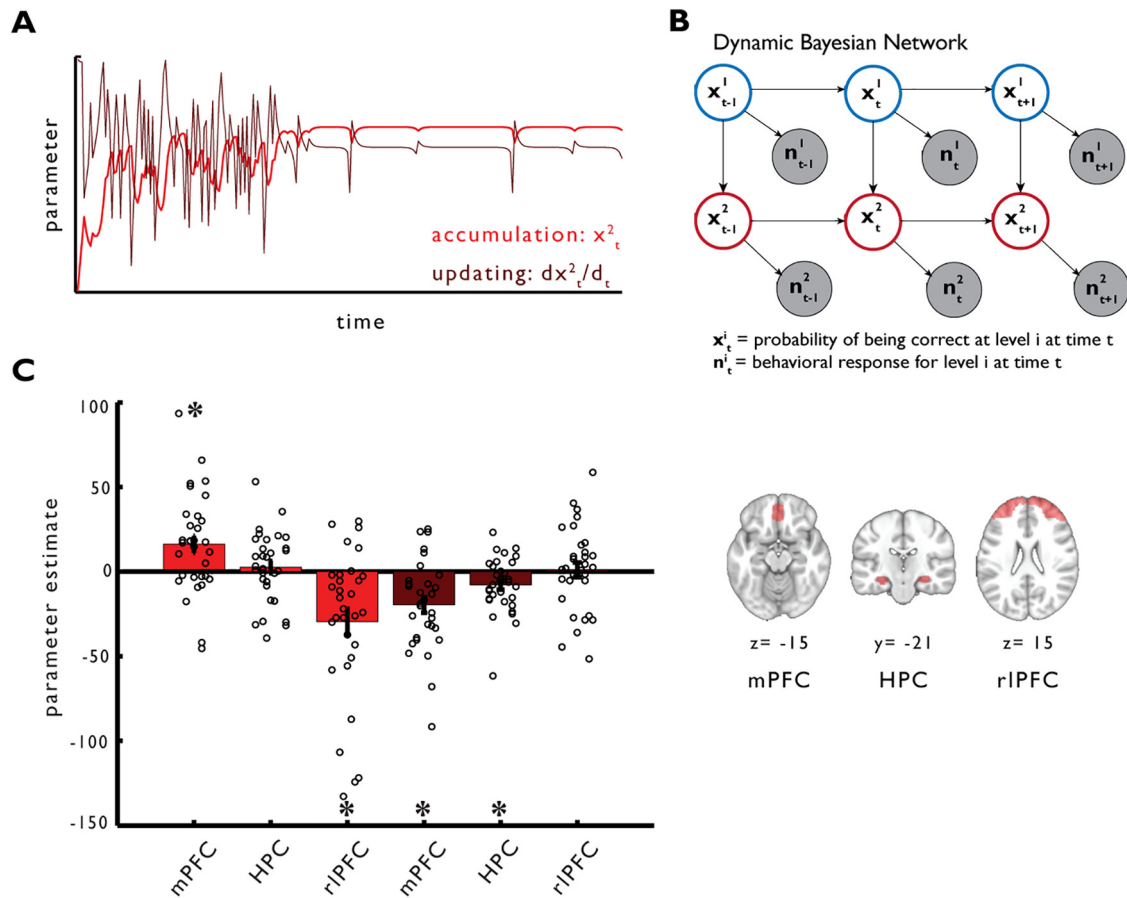 A
parameter
accumulation: x²ₜ
updating: dx²ₜ/dₜ
time
B
Dynamic Bayesian Network
x¹ₜ₋₁
x¹ₜ
x¹ₜ₊₁
n¹ₜ₋₁
n¹ₜ
n¹ₜ₊₁
x²ₜ₋₁
x²ₜ
x²ₜ₊₁
n²ₜ₋₁
n²ₜ
n²ₜ₊₁
xⁱₜ = probability of being correct at level i at time t
nⁱₜ = behavioral response for level i at time t
C
parameter estimate
100
50
0
-50
-100
-150
*
* * *
mPFC HPC rlPFC mPFC HPC rlPFC
z= -15 y= -21 z= 15
mPFC HPC rlPFC